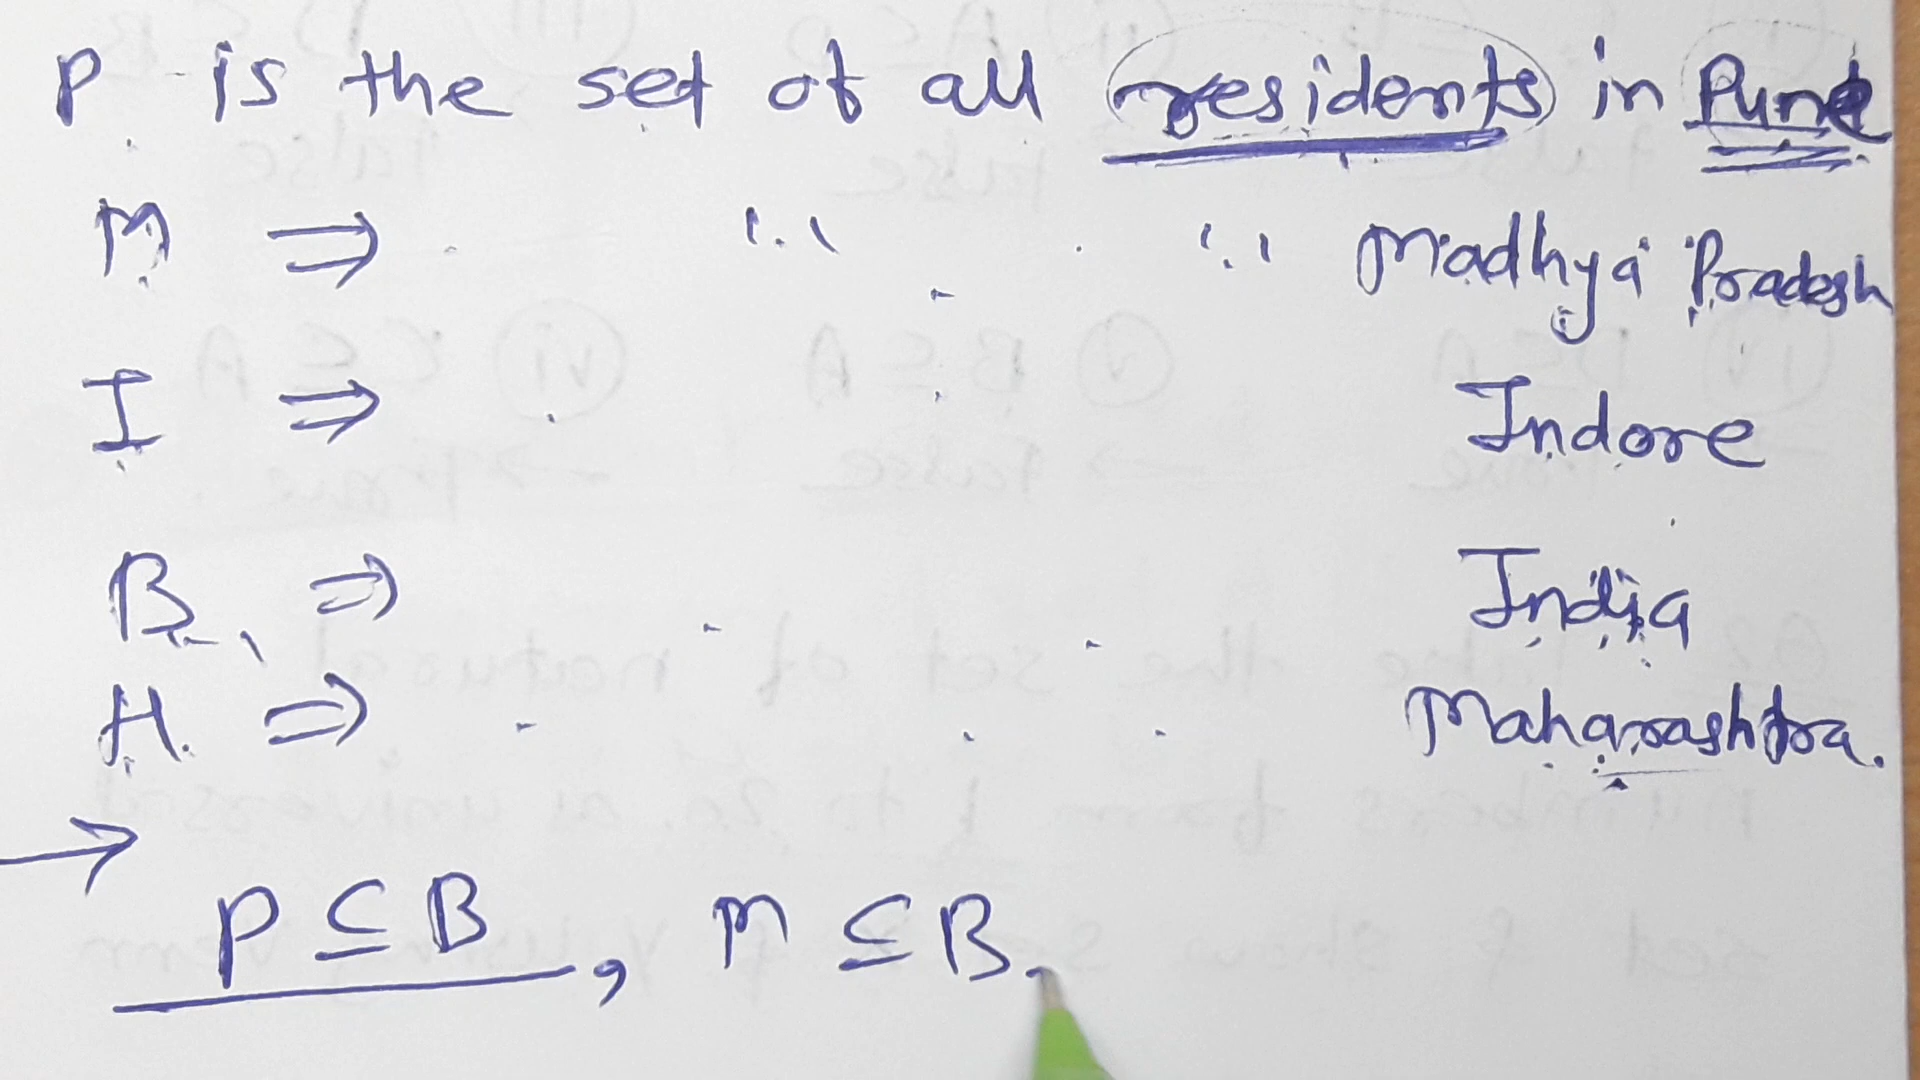 P is the set of all residents in Pune
M ⇒ " " Madhya Pradesh
I ⇒ Indore
B ⇒ India
H ⇒ Maharashtra.
→
P ⊆ B, M ⊆ B,